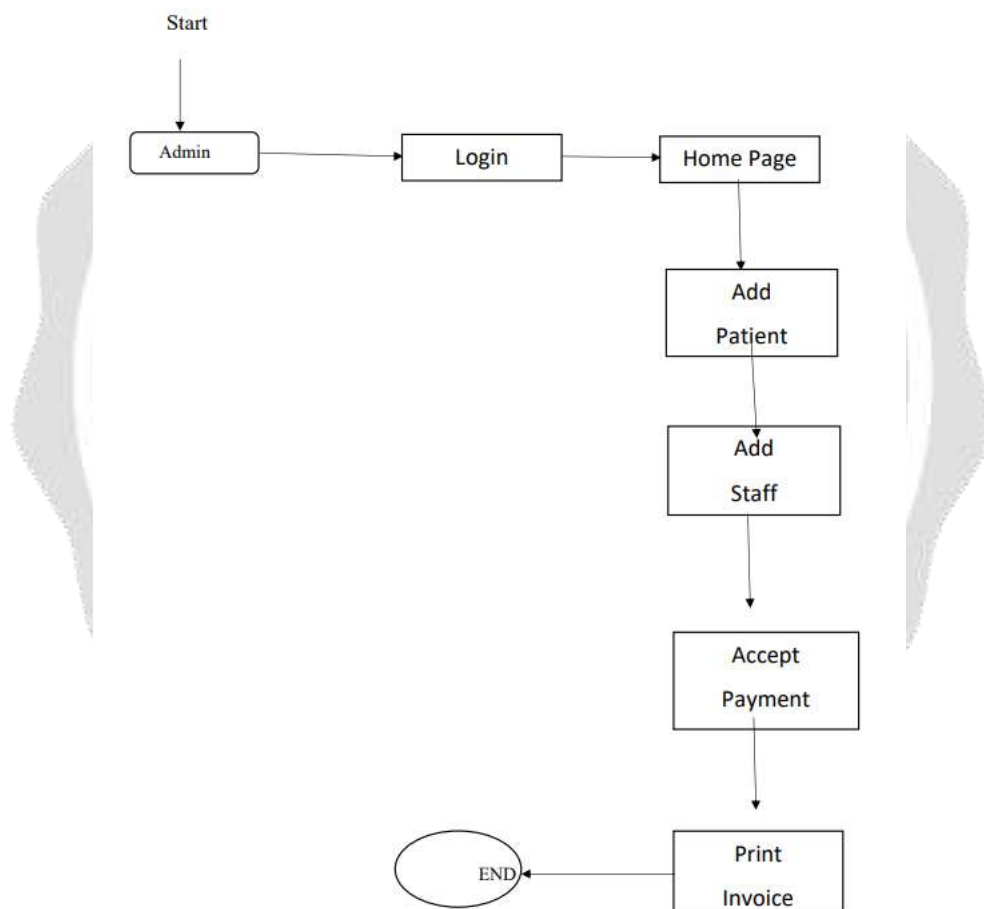 Start
Admin
Login
Home Page
Add
Patient
Add
Staff
Accept
Payment
Print
Invoice
END